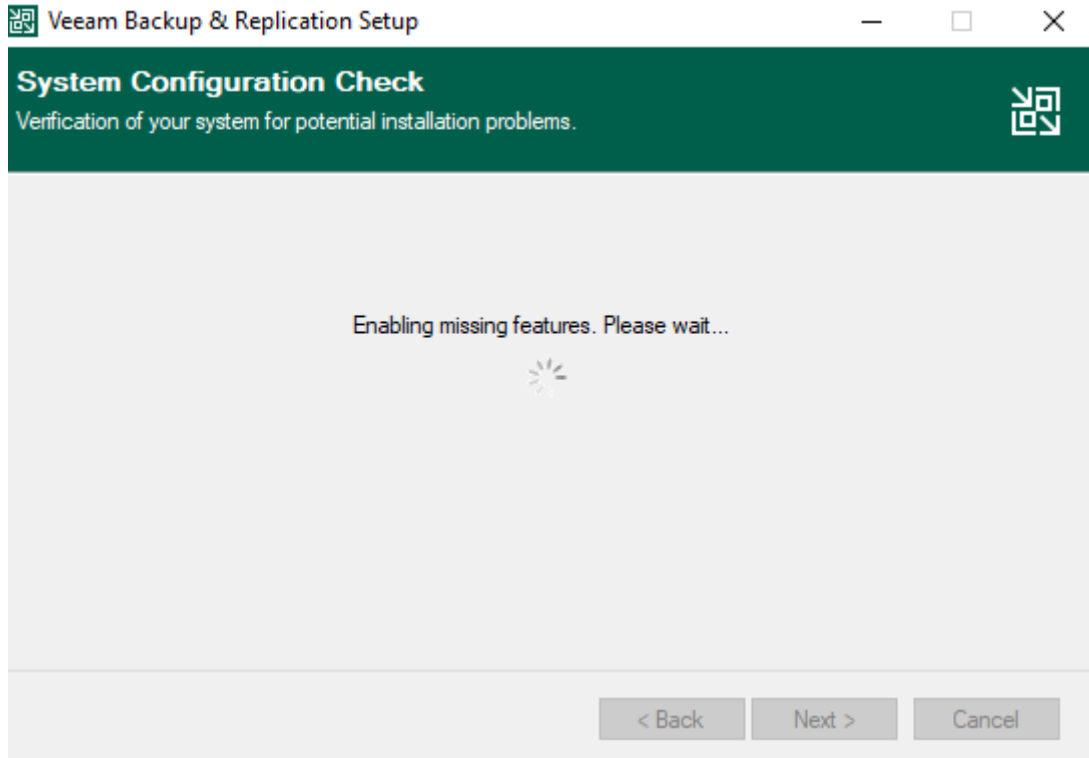 Veeam Backup & Replication Setup
System Configuration Check
Verification of your system for potential installation problems.
Enabling missing features. Please wait...
< Back
Next >
Cancel